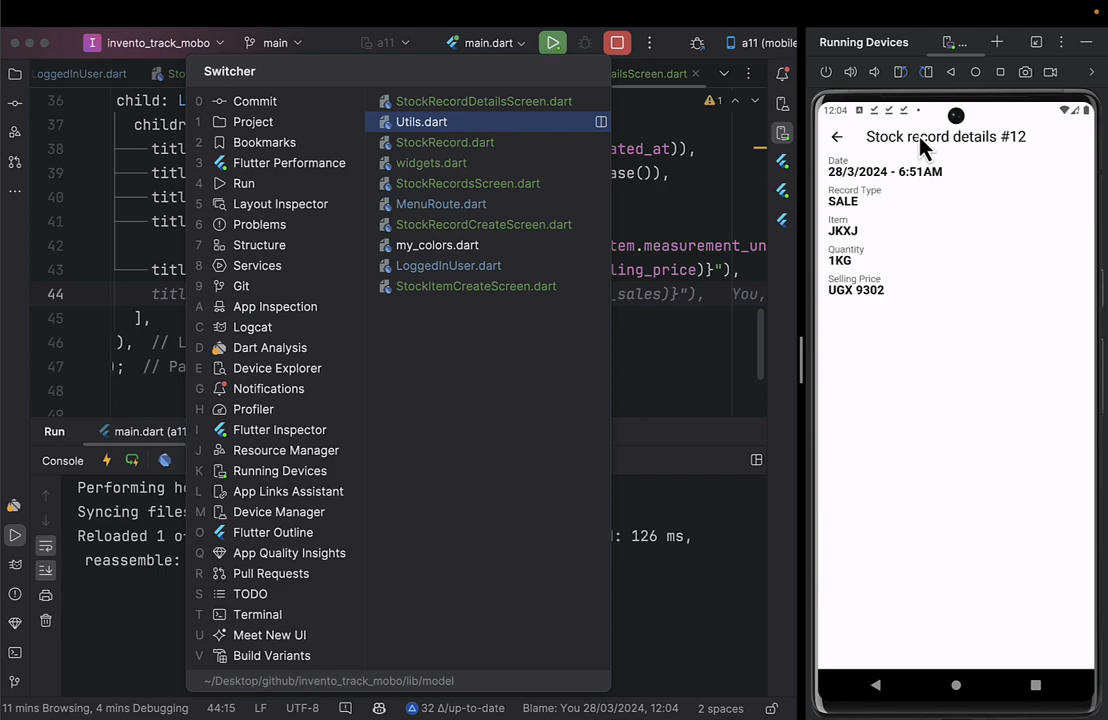 invento_track_mobo
main
a11
main.dart
a11 (mobile
Running Devices
LoggedInUser.dart
Sto
Switcher
ailsScreen.dart
36 child: L
37 childre
38 titl
39 titl
40 titl
41 titl
42
43 titl
44 titl
45 ],
46 ), // L
47 ); // Pa
48
49
ated_at)),
ase()),
tem.measurement_un
ling_price)}"),
_sales)}"), You,
1
0 Commit
1 Project
2 Bookmarks
3 Flutter Performance
4 Run
5 Layout Inspector
6 Problems
7 Structure
8 Services
9 Git
A App Inspection
C Logcat
D Dart Analysis
E Device Explorer
G Notifications
H Profiler
I Flutter Inspector
J Resource Manager
K Running Devices
L App Links Assistant
M Device Manager
O Flutter Outline
Q App Quality Insights
R Pull Requests
S TODO
T Terminal
U Meet New UI
V Build Variants
StockRecordDetailsScreen.dart
Utils.dart
StockRecord.dart
widgets.dart
StockRecordsScreen.dart
MenuRoute.dart
StockRecordCreateScreen.dart
my_colors.dart
LoggedInUser.dart
StockItemCreateScreen.dart
~/Desktop/github/invento_track_mobo/lib/model
Run
main.dart (a11
Console
Performing ho
Syncing files
Reloaded 1 o
: 126 ms,
reassemble:
12:04
Stock record details #12
Date
28/3/2024 - 6:51AM
Record Type
SALE
Item
JKXJ
Quantity
1KG
Selling Price
UGX 9302
11 mins Browsing, 4 mins Debugging
44:15
LF
UTF-8
32 Δ/up-to-date
Blame: You 28/03/2024, 12:04
2 spaces